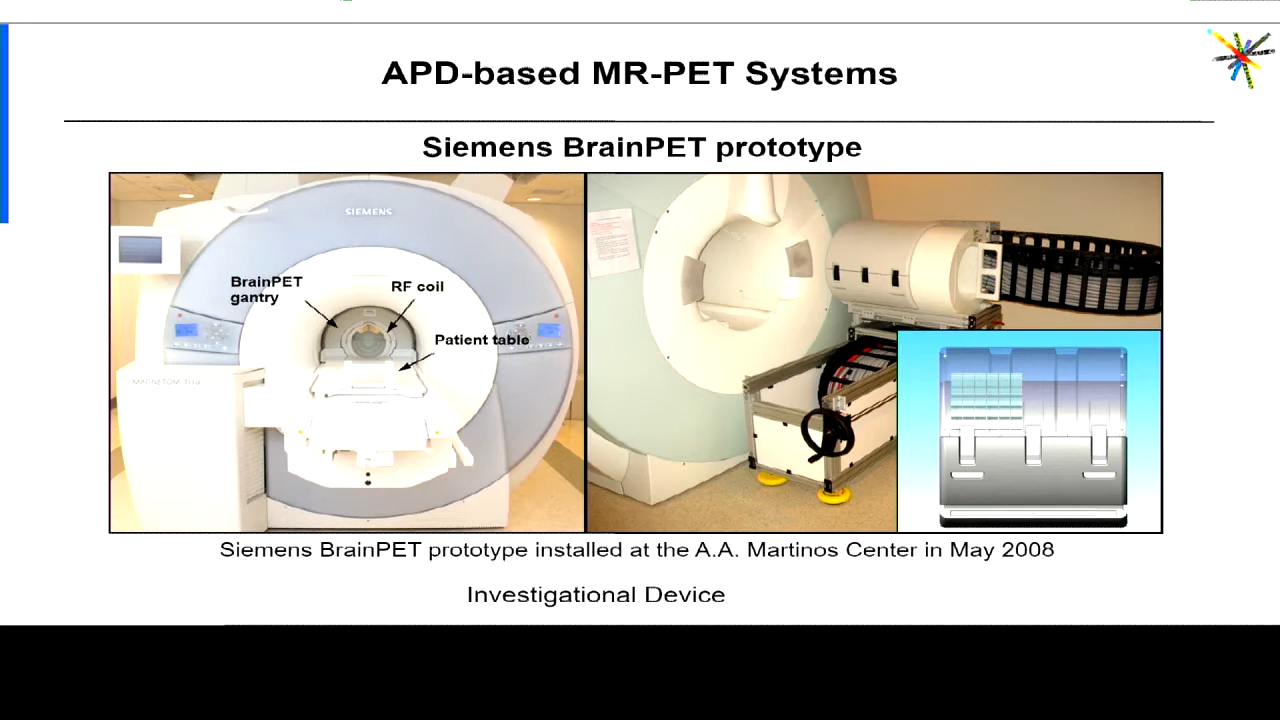 APD-based MR-PET Systems
Siemens BrainPET prototype
SIEMENS
BrainPET
gantry
RF coil
Patient table
MAGNETOM Trio
Siemens BrainPET prototype installed at the A.A. Martinos Center in May 2008
Investigational Device